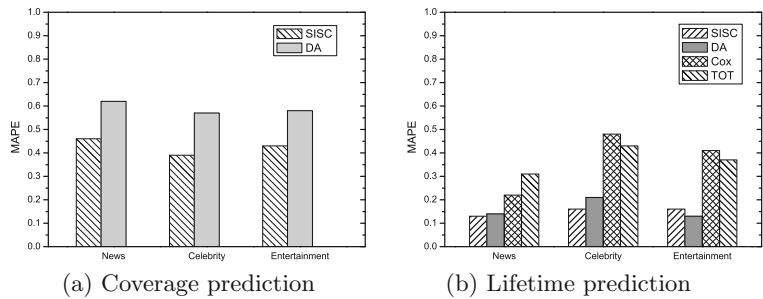 1.0
0.9
0.8
0.7
0.6
0.5
0.4
0.3
0.2
0.1
0.0
MAPE
SISC
DA
News
Celebrity
Entertainment
(a) Coverage prediction
1.0
0.9
0.8
0.7
0.6
0.5
0.4
0.3
0.2
0.1
0.0
MAPE
SISC
DA
Cox
TOT
News
Celebrity
Entertainment
(b) Lifetime prediction